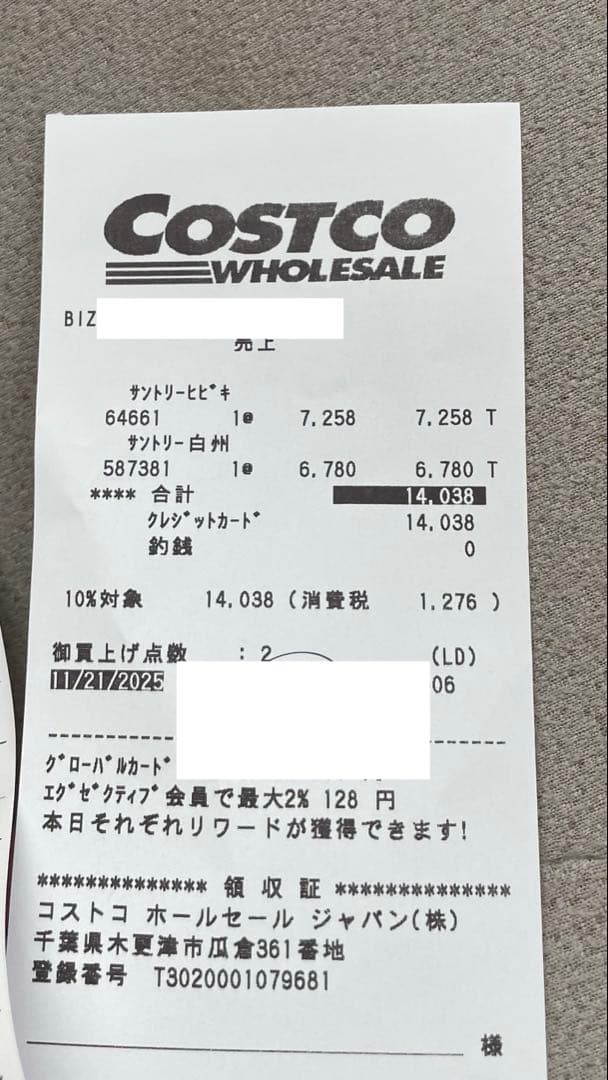 COSTCO
WHOLESALE
BIZ
売上
ｻﾝﾄﾘｰﾋﾋﾞｷ
64661 1@ 7,258 7,258 T
ｻﾝﾄﾘｰ白州
587381 1@ 6,780 6,780 T
**** 合計 14,038
ｸﾚｼﾞｯﾄｶｰﾄﾞ 14,038
釣銭 0
10%対象 14,038 (消費税 1,276 )
御買上げ点数 : 2 (LD)
11/21/2025 06
ｸﾞﾛｰﾊﾞﾙｶｰﾄﾞ
ｴｸﾞｾﾞｸﾃｨﾌﾞ会員で最大2% 128 円
本日それぞれリワードが獲得できます!
************** 領 収 証 **************
コストコ ホールセール ジャパン(株)
千葉県木更津市瓜倉361番地
登録番号 T3020001079681
様